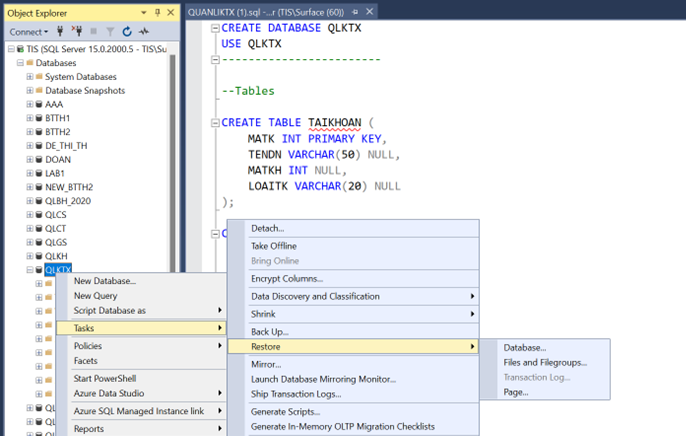 Object Explorer
Connect
TIS (SQL Server 15.0.2000.5 - TIS\Su
Databases
System Databases
Database Snapshots
AAA
BTTH1
BTTH2
DE_THI_TH
DOAN
LAB1
NEW_BTTH2
QLBH_2020
QLCS
QLCT
QLGS
QLKH
QLKTX
QL
QL
QUANLIKTX (1).sql -...r (TIS\Surface (60))
CREATE DATABASE QLKTX
USE QLKTX
-----------------------
--Tables
CREATE TABLE TAIKHOAN (
MATK INT PRIMARY KEY,
TENDN VARCHAR(50) NULL,
MATKH INT NULL,
LOAITK VARCHAR(20) NULL
);
New Database...
New Query
Script Database as
Tasks
Policies
Facets
Start PowerShell
Azure Data Studio
Azure SQL Managed Instance link
Reports
Detach...
Take Offline
Bring Online
Encrypt Columns...
Data Discovery and Classification
Shrink
Back Up...
Restore
Mirror...
Launch Database Mirroring Monitor...
Ship Transaction Logs...
Generate Scripts...
Generate In-Memory OLTP Migration Checklists
Database...
Files and Filegroups...
Transaction Log...
Page...